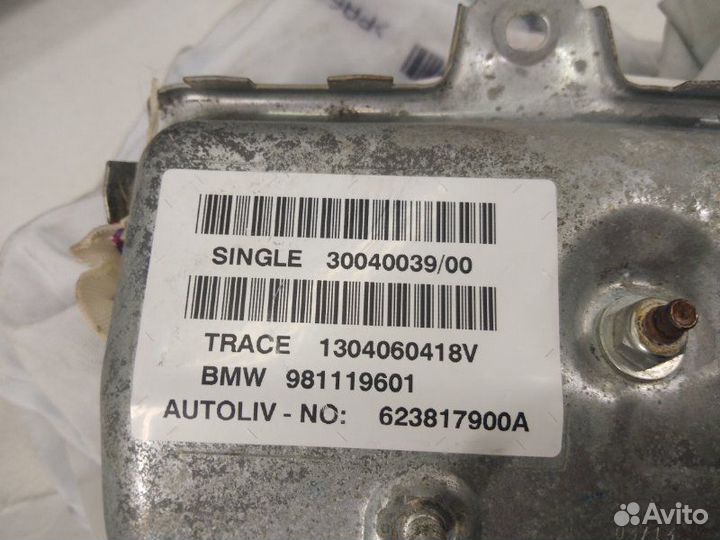 SINGLE 30040039/00
TRACE 1304060418V
BMW 981119601
AUTOLIV - NO: 623817900A
Avito